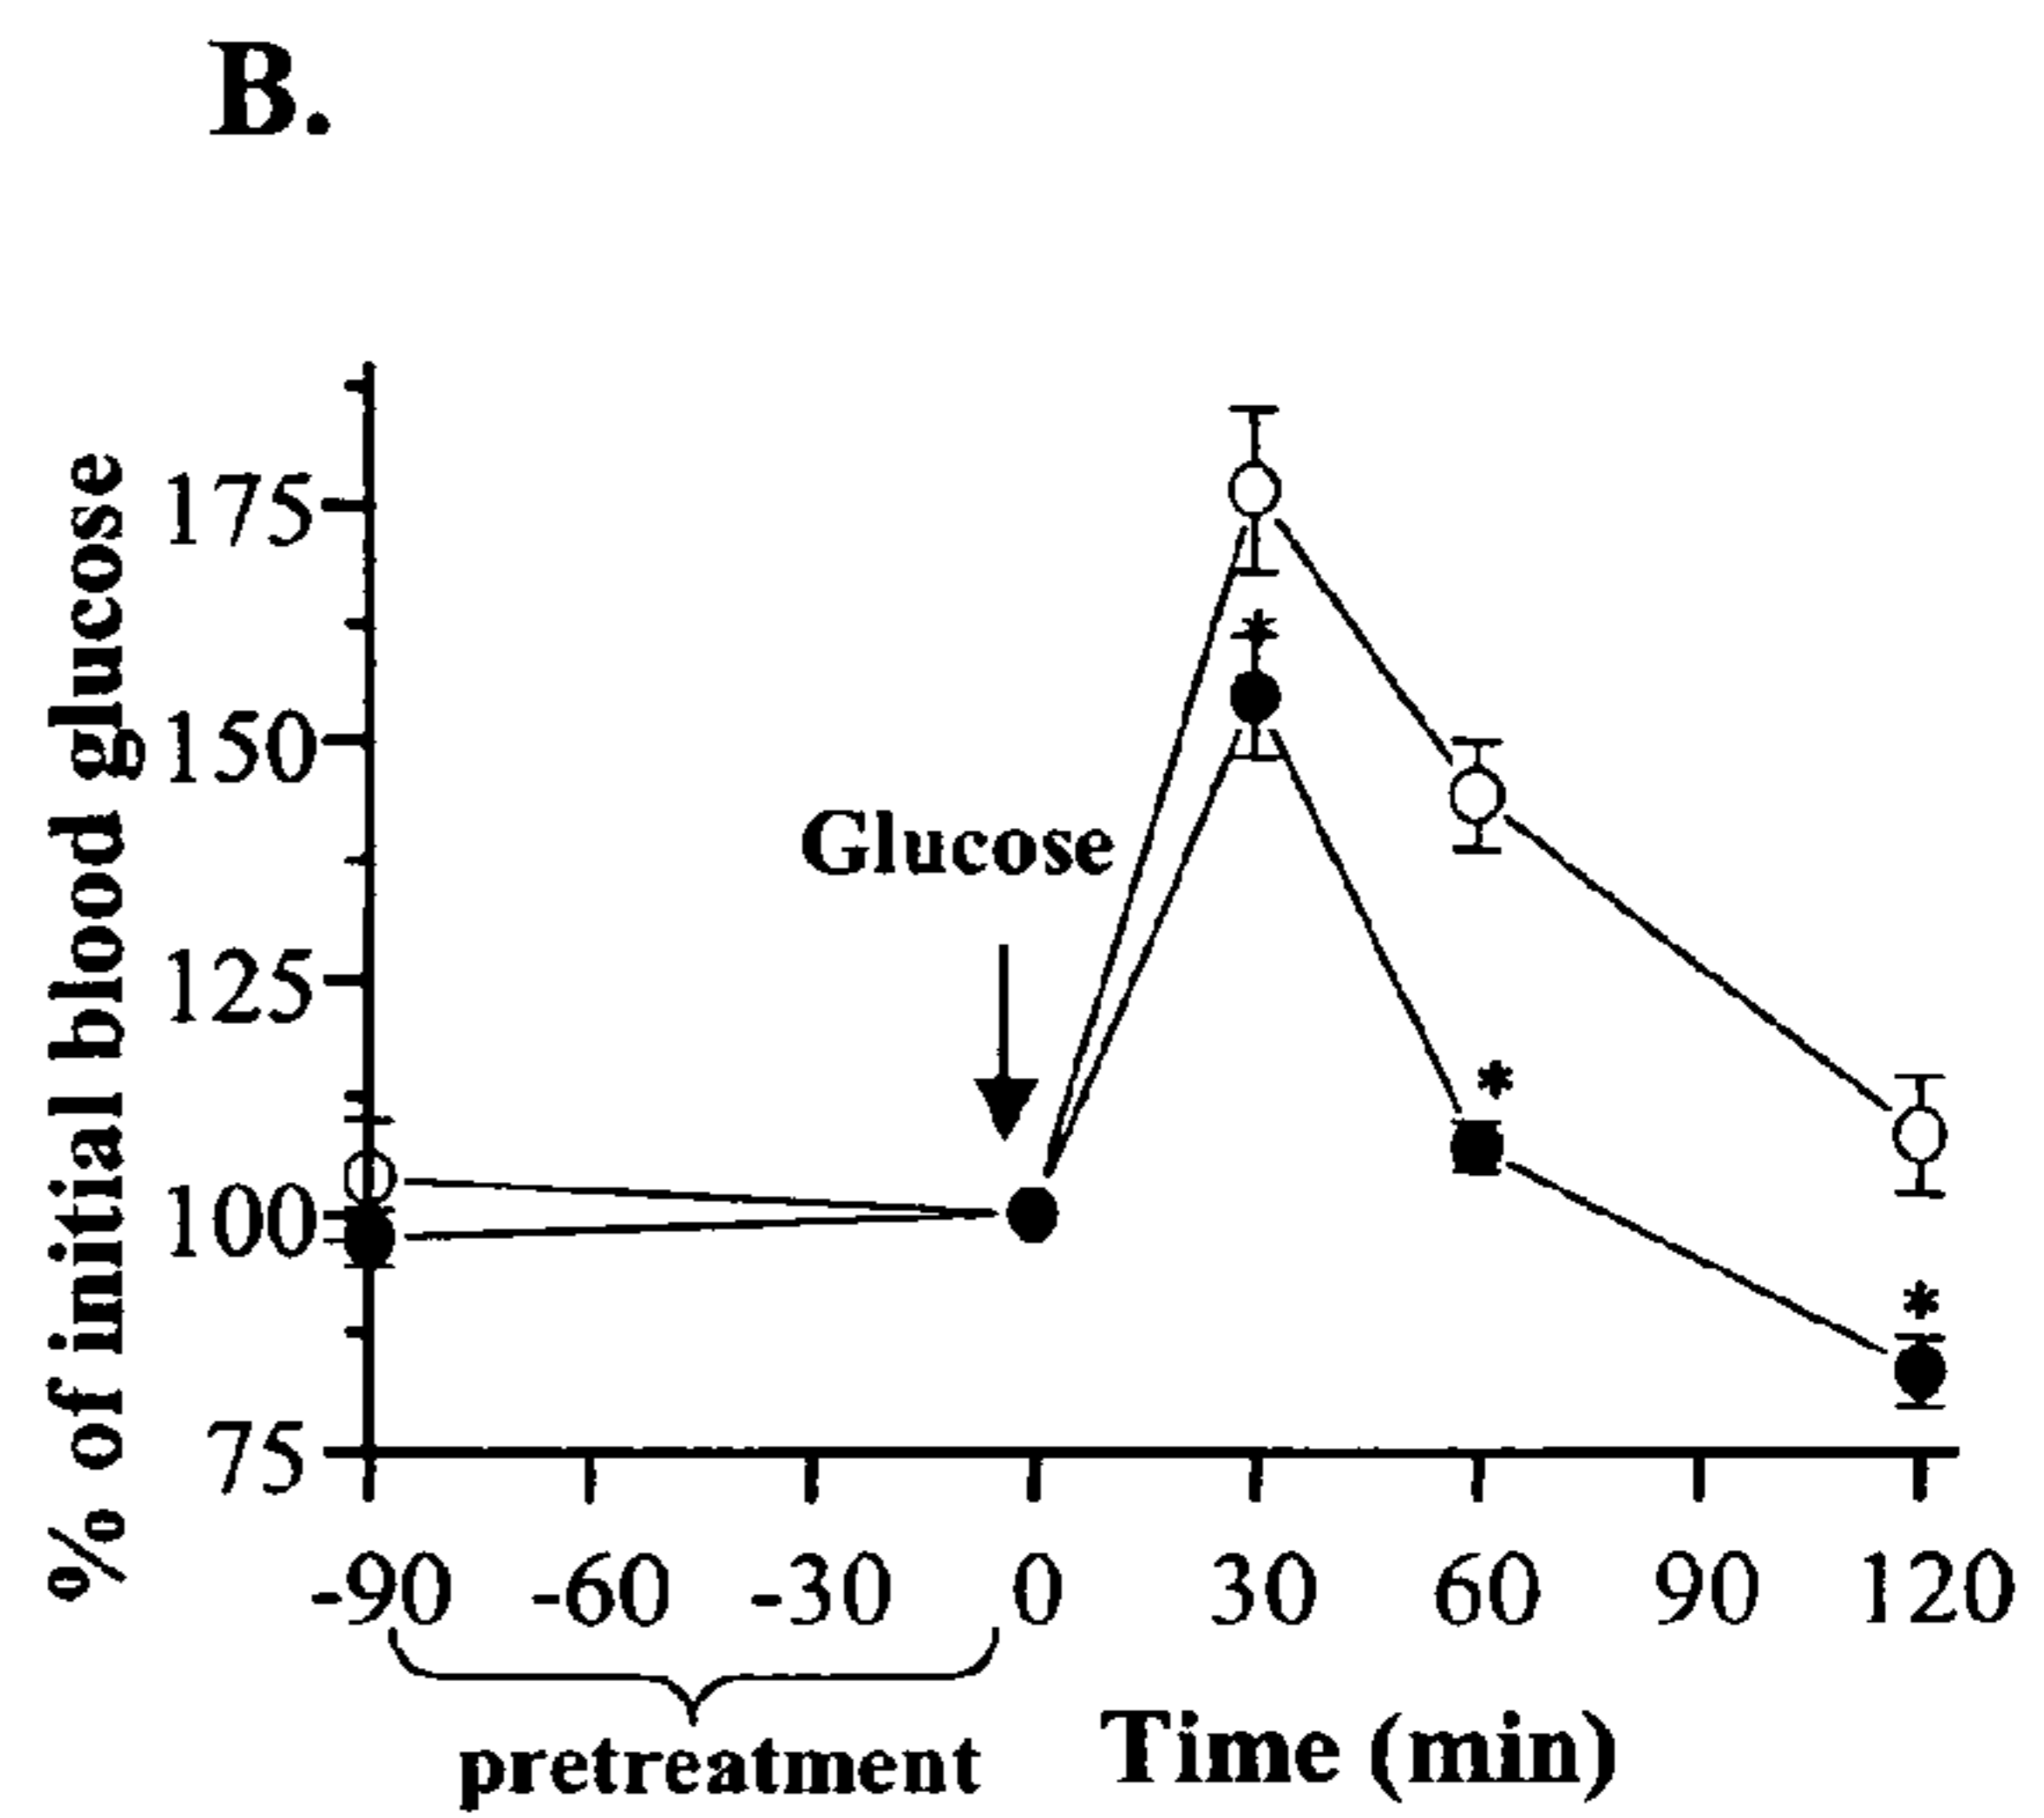 B.
% of initial blood glucose
175
150
125
100
75
Glucose
*
*
*
-90 -60 -30 0 30 60 90 120
pretreatment
Time (min)